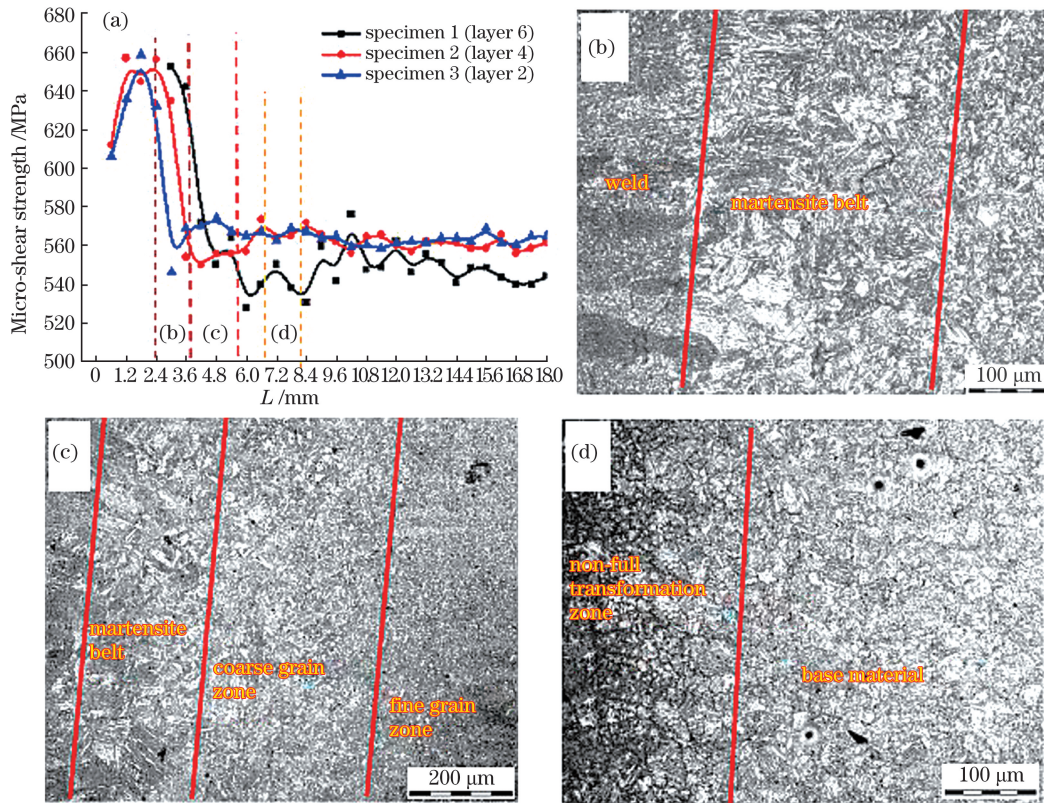 (a)
specimen 1 (layer 6)
specimen 2 (layer 4)
specimen 3 (layer 2)
Micro-shear strength /MPa
660
640
620
600
580
560
540
520
500
(b) (c) (d)
0 1.2 2.4 3.6 4.8 6.0 7.2 8.4 9.6 10.8 12.0 13.2 14.4 15.6 16.8 18.0
L /mm
(b)
weld
martensite belt
100 μm
(c)
martensite
belt
coarse grain
zone
fine grain
zone
200 μm
(d)
non-full
transformation
zone
base material
100 μm